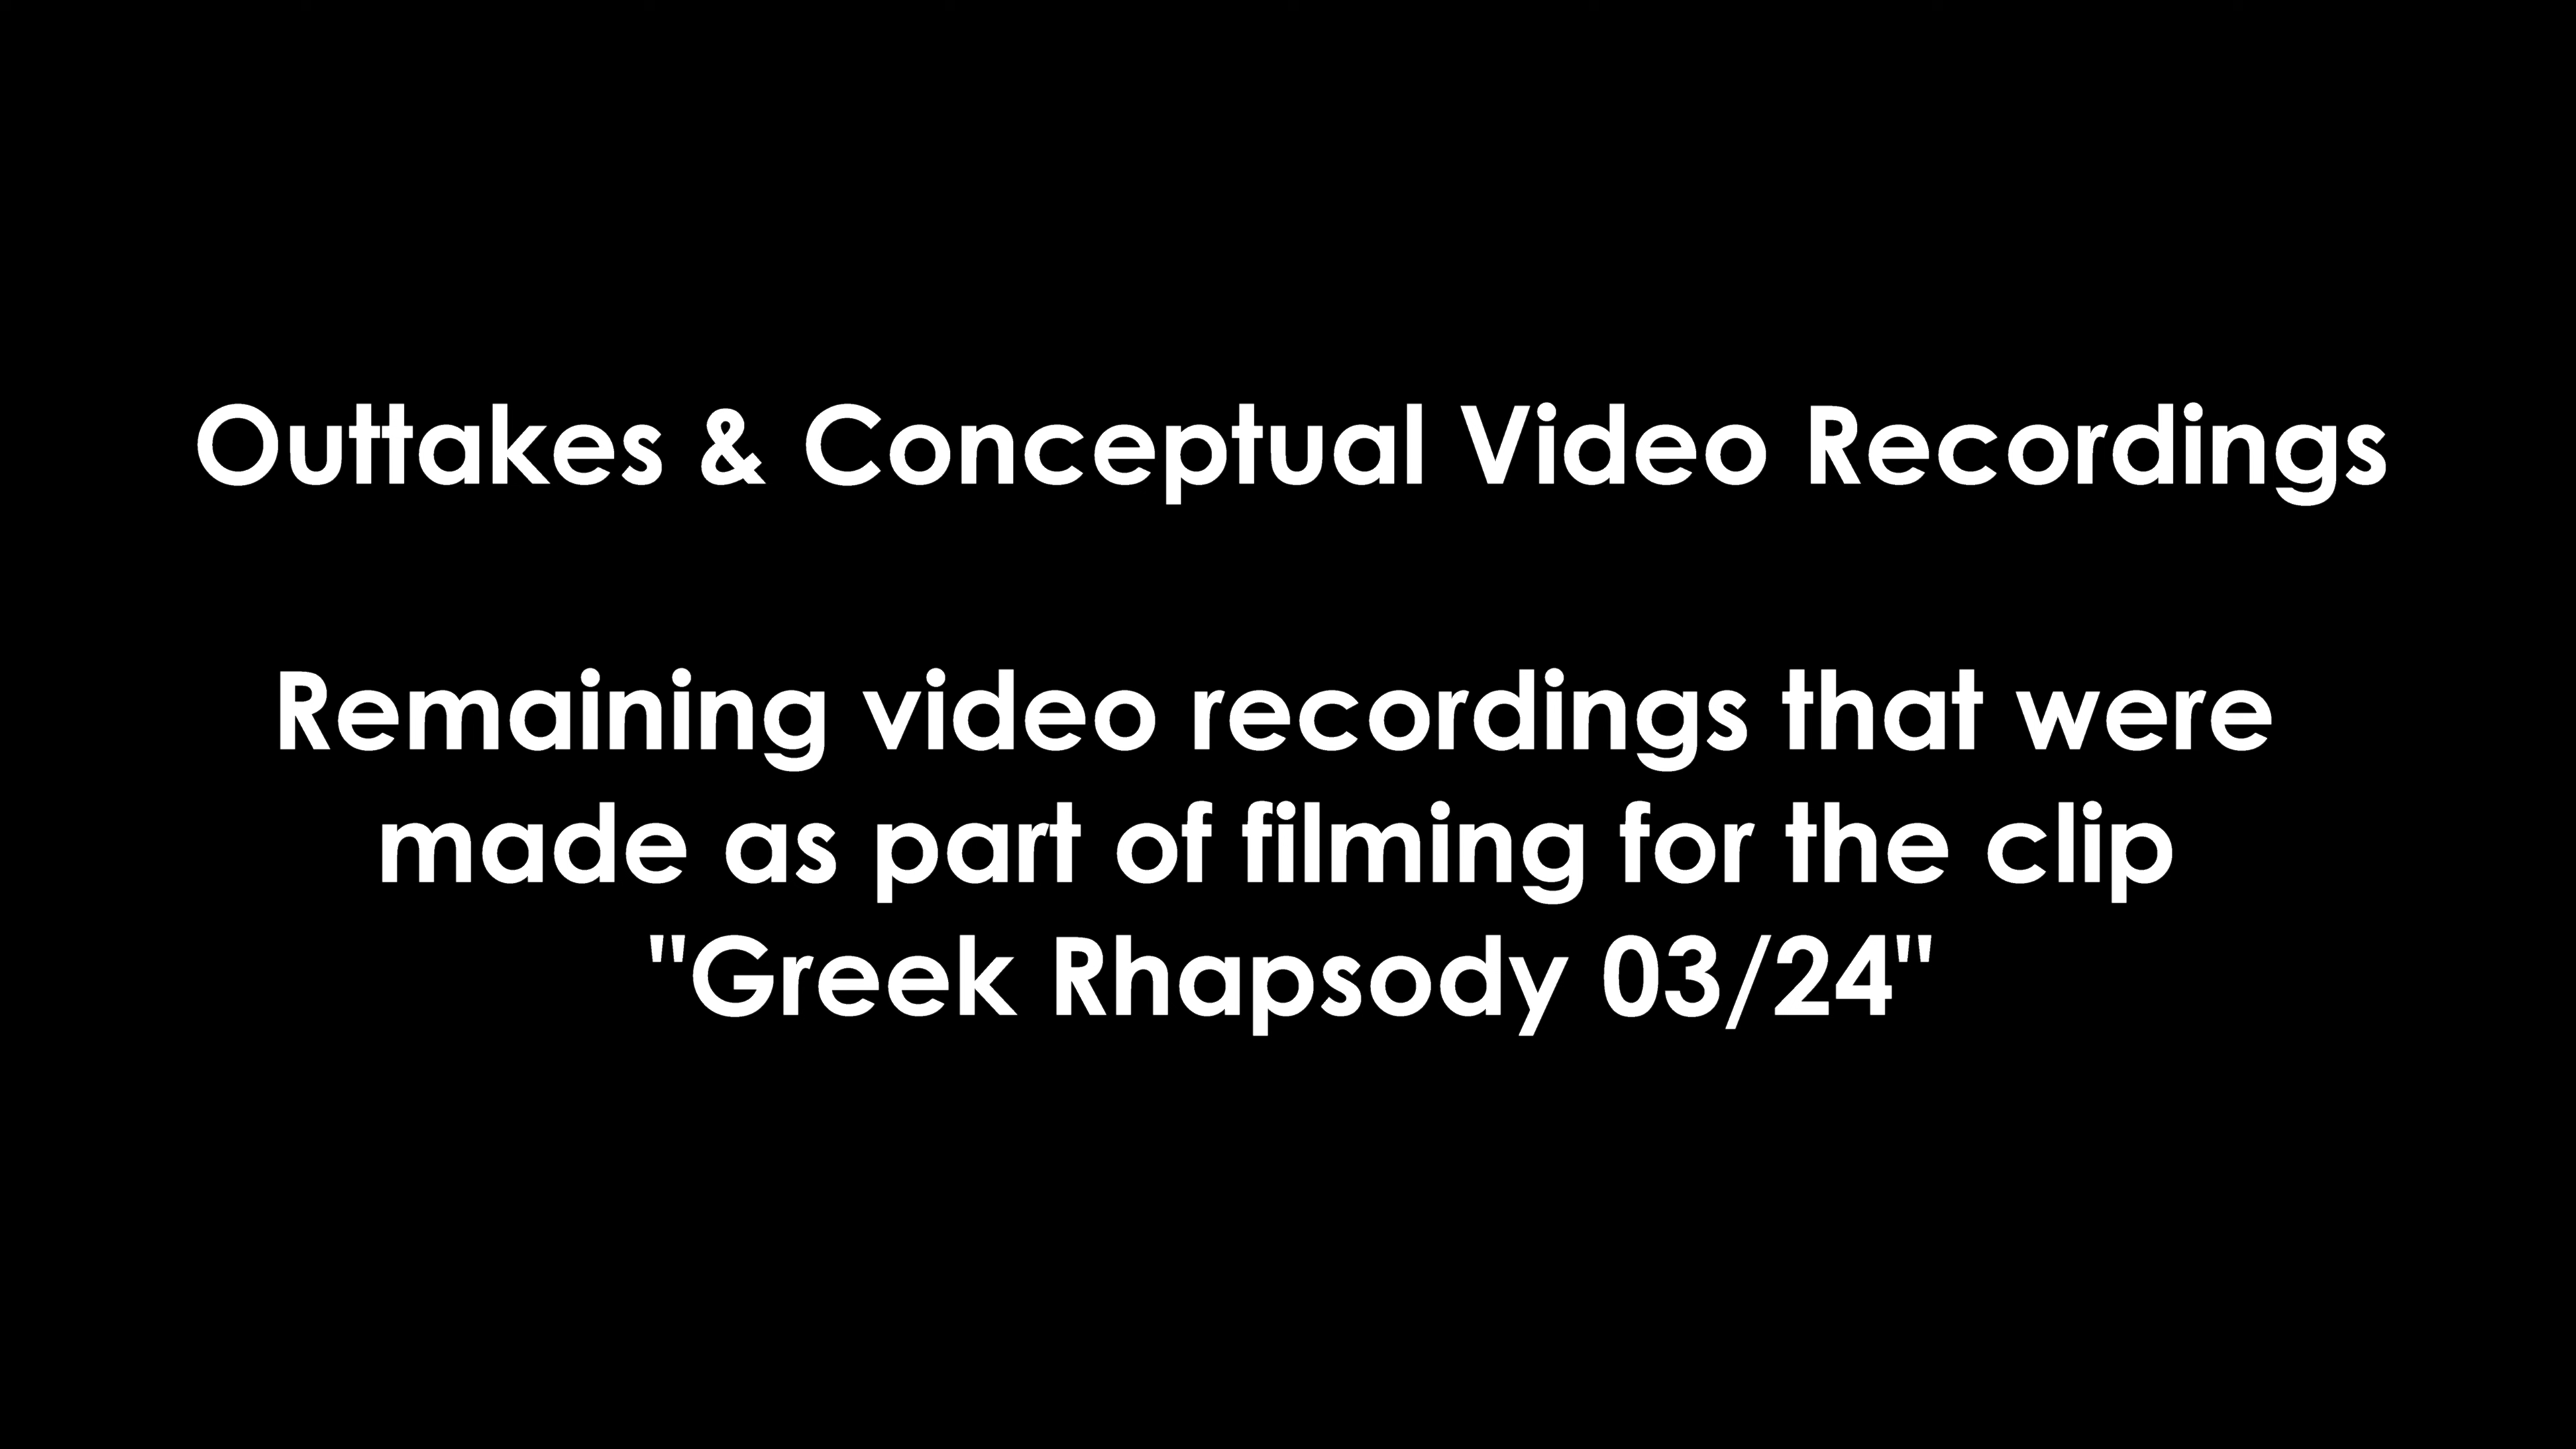 Outtakes & Conceptual Video Recordings
Remaining video recordings that were
made as part of filming for the clip
"Greek Rhapsody 03/24"